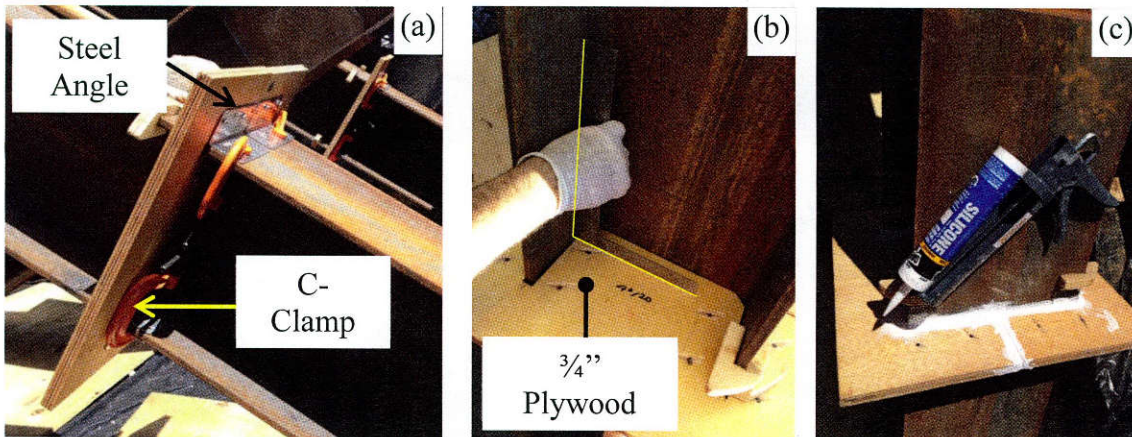 (a)
Steel
Angle
C-
Clamp
(b)
¾”
Plywood
(c)
SILICONE